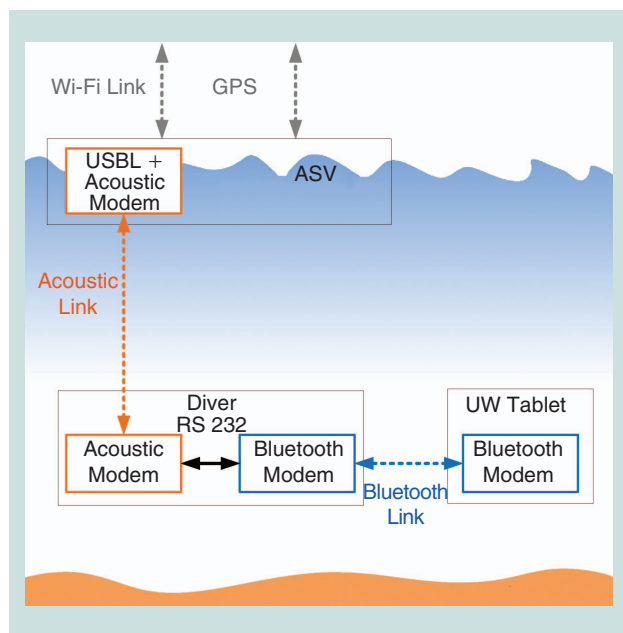 Wi-Fi Link
GPS
USBL +
Acoustic
Modem
ASV
Acoustic
Link
Diver
RS 232
UW Tablet
Acoustic
Modem
Bluetooth
Modem
Bluetooth
Modem
Bluetooth
Link